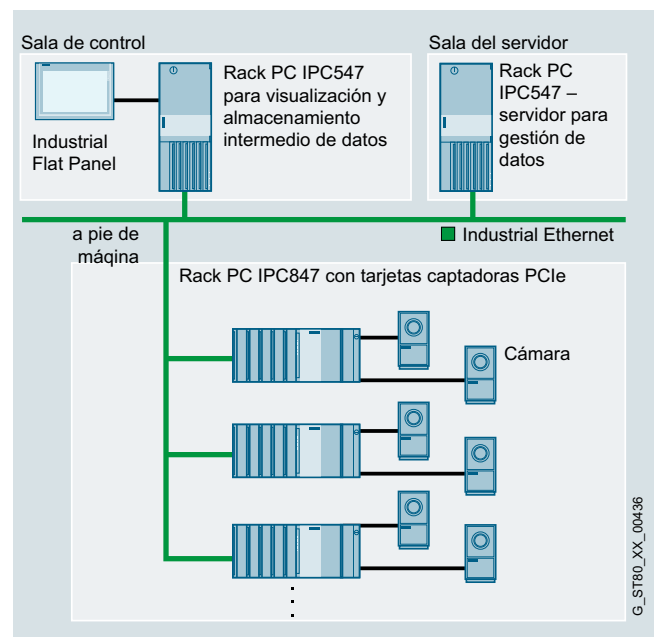 Sala de control
Sala del servidor
Rack PC IPC547
para visualización y
almacenamiento
intermedio de datos
Industrial
Flat Panel
Rack PC
IPC547 –
servidor para
gestión de
datos
a pie de
máqina
Industrial Ethernet
Rack PC IPC847 con tarjetas captadoras PCIe
Cámara
G_ST80_XX_00436